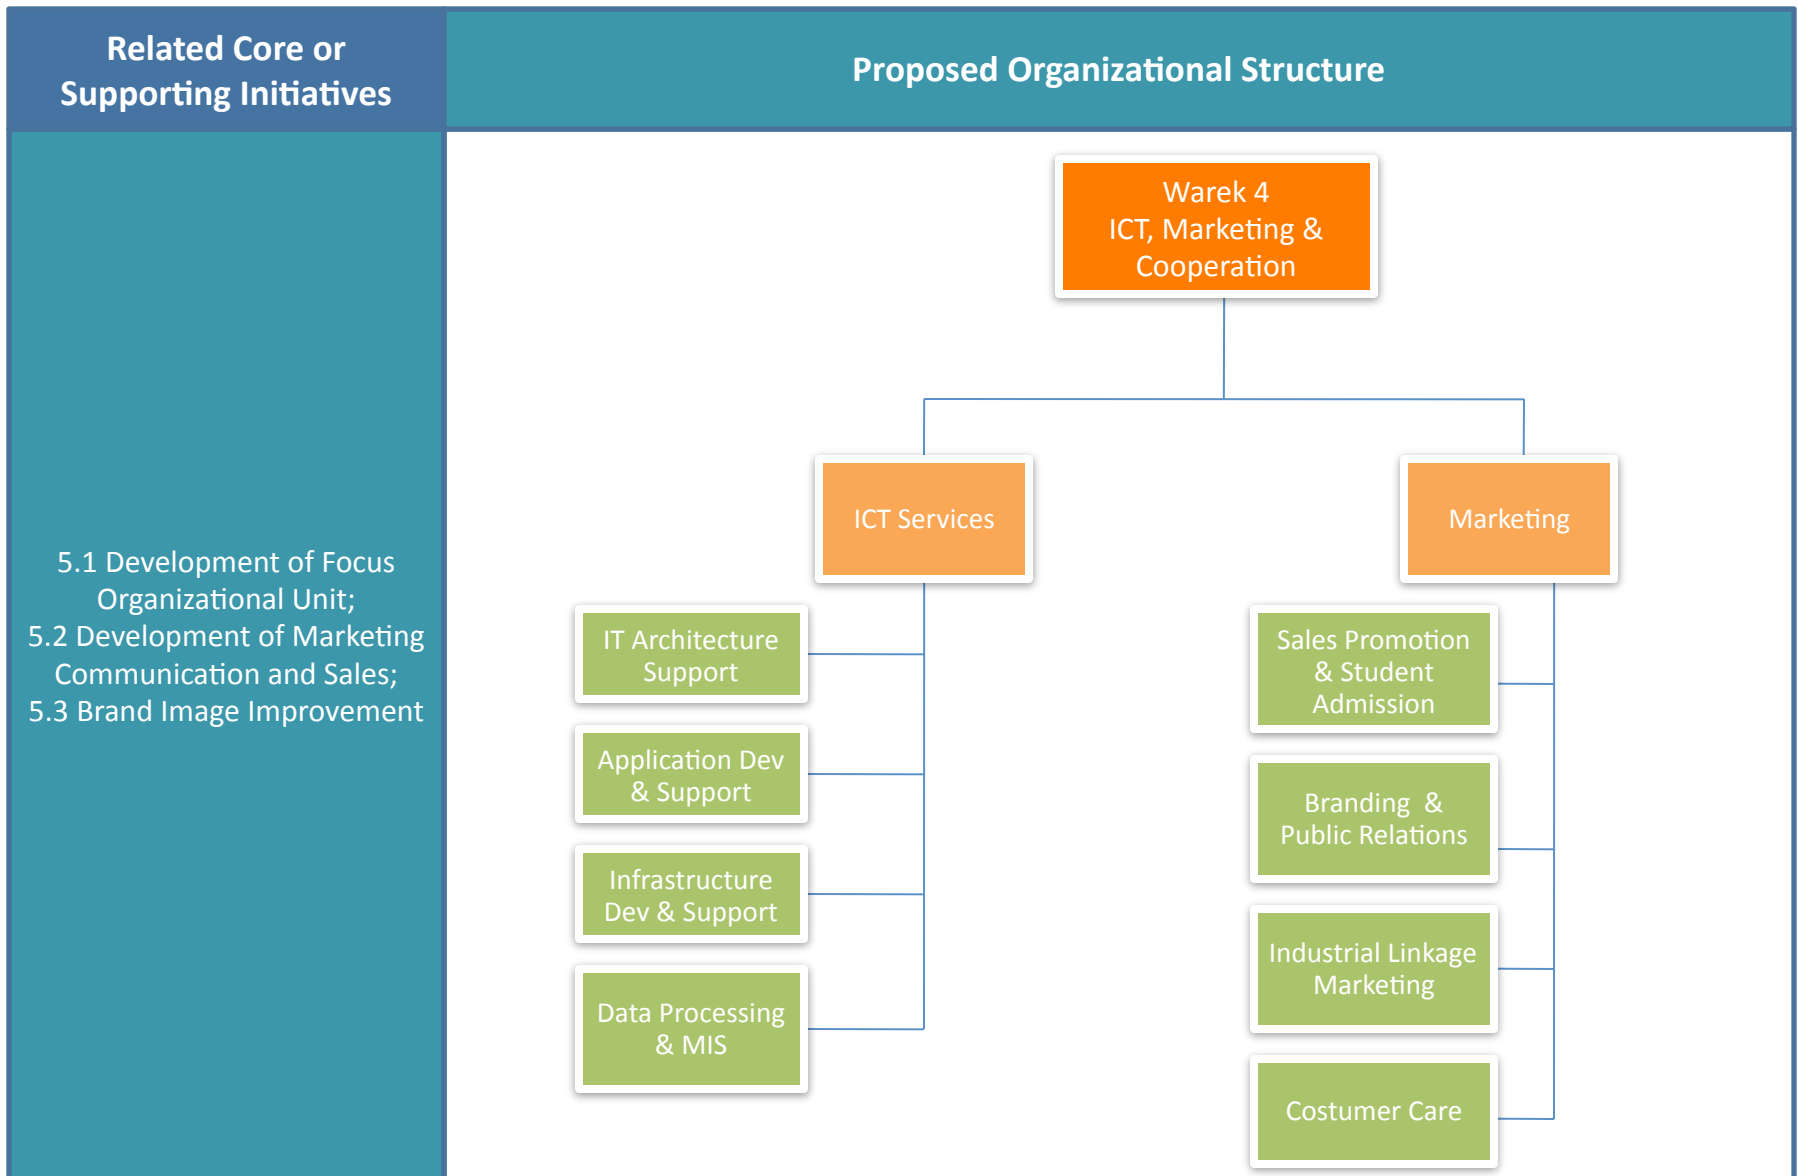 Related Core or
Supporting Initiatives
Proposed Organizational Structure
5.1 Development of Focus
Organizational Unit;
5.2 Development of Marketing
Communication and Sales;
5.3 Brand Image Improvement
Warek 4
ICT, Marketing &
Cooperation
ICT Services
IT Architecture
Support
Application Dev
& Support
Infrastructure
Dev & Support
Data Processing
& MIS
Marketing
Sales Promotion
& Student
Admission
Branding  &
Public Relations
Industrial Linkage
Marketing
Costumer Care